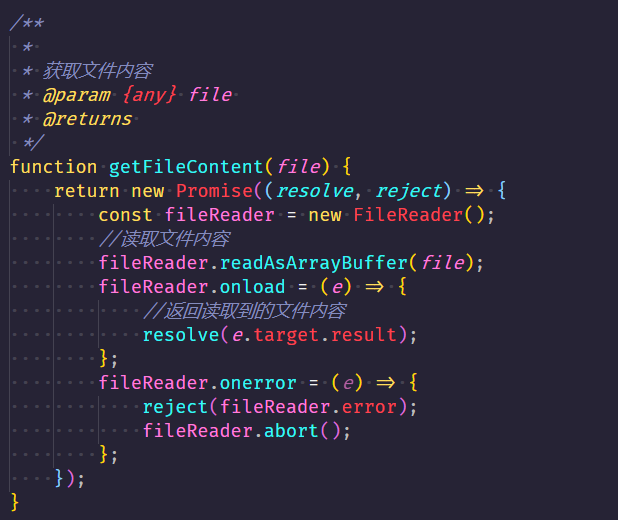 /**
 *
 * 获取文件内容
 * @param {any} file
 * @returns
 */
function getFileContent(file) {
    return new Promise((resolve, reject) => {
        const fileReader = new FileReader();
        //读取文件内容
        fileReader.readAsArrayBuffer(file);
        fileReader.onload = (e) => {
            //返回读取到的文件内容
            resolve(e.target.result);
        };
        fileReader.onerror = (e) => {
            reject(fileReader.error);
            fileReader.abort();
        };
    });
}